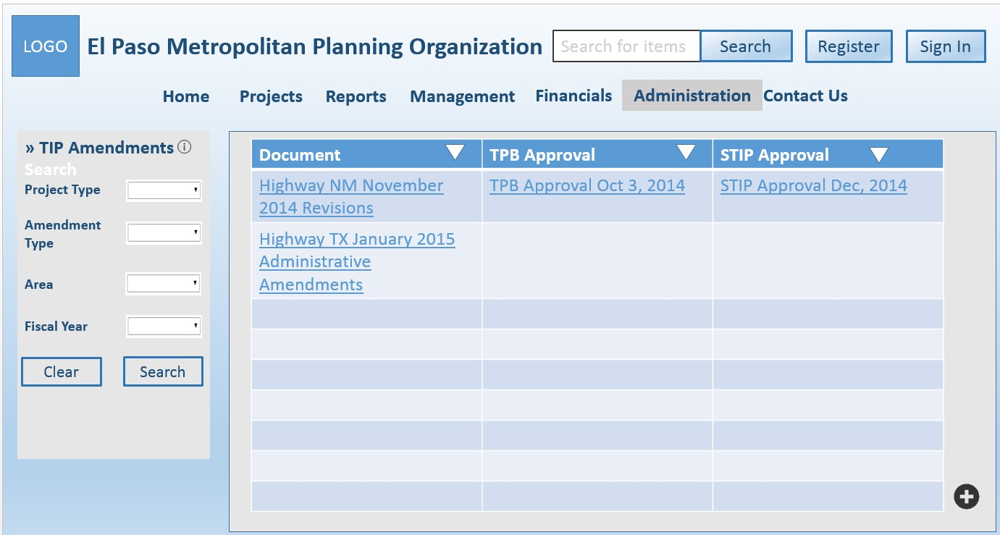 LOGO
El Paso Metropolitan Planning Organization
Search for items
Search
Register
Sign In
Home
Projects
Reports
Management
Financials
Administration
Contact Us
» TIP Amendments
Search
Project Type
Amendment
Type
Area
Fiscal Year
Clear
Search
Document
TPB Approval
STIP Approval
Highway NM November
2014 Revisions
TPB Approval Oct 3, 2014
STIP Approval Dec, 2014
Highway TX January 2015
Administrative
Amendments